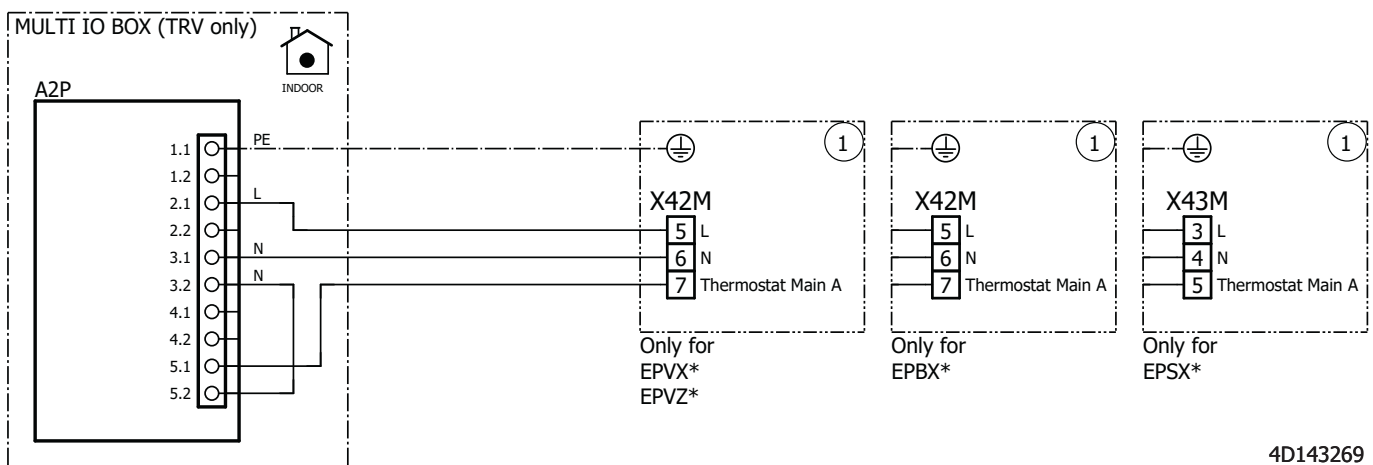 MULTI IO BOX (TRV only)
INDOOR
A2P
1.1
PE
1.2
2.1
L
2.2
3.1
N
3.2
N
4.1
4.2
5.1
5.2
1
X42M
5 L
6 N
7 Thermostat Main A
Only for
EPVX*
EPVZ*
1
X42M
5 L
6 N
7 Thermostat Main A
Only for
EPBX*
1
X43M
3 L
4 N
5 Thermostat Main A
Only for
EPSX*
4D143269